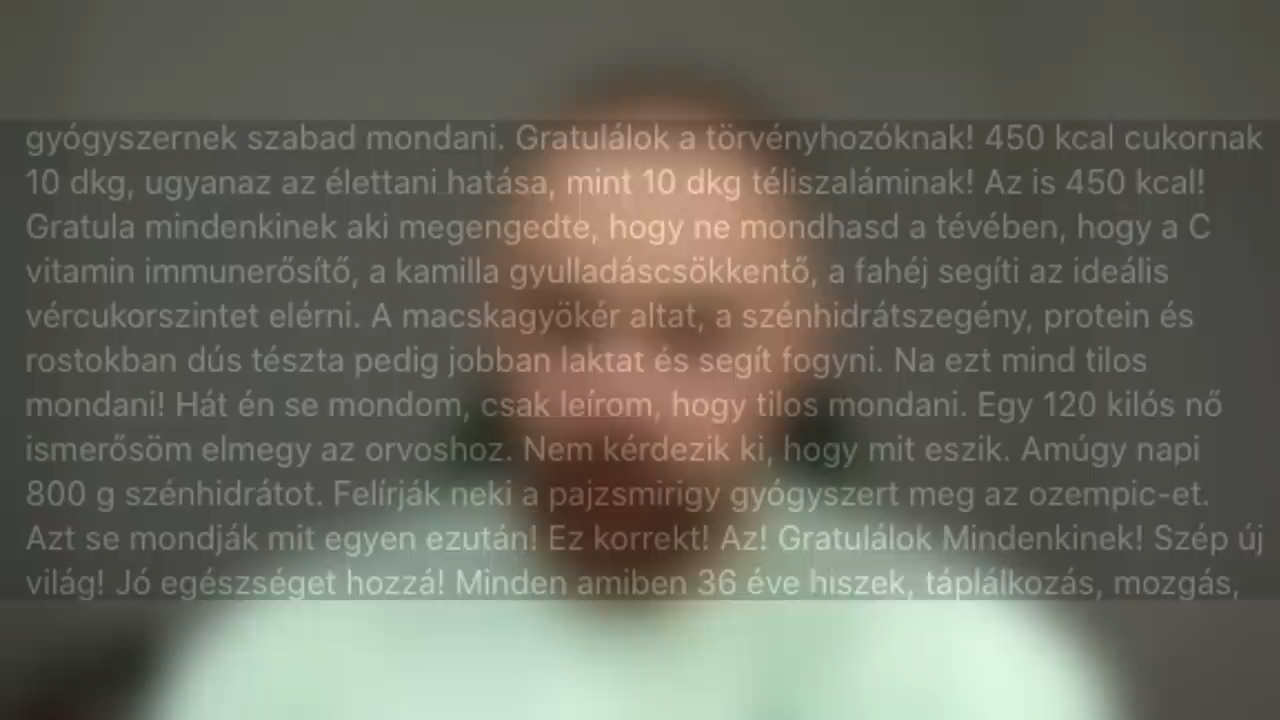 gyógyszernek szabad mondani. Gratulálok a törvényhozóknak! 450 kcal cukornak
10 dkg, ugyanaz az élettani hatása, mint 10 dkg téliszaláminak! Az is 450 kcal!
Gratula mindenkinek aki megengedte, hogy ne mondhasd a tévében, hogy a C
vitamin immunerősítő, a kamilla gyulladáscsökkentő, a fahéj segíti az ideális
vércukorszintet elérni. A macskagyökér altat, a szénhidrátszegény, protein és
rostokban dús tészta pedig jobban laktat és segít fogyni. Na ezt mind tilos
mondani! Hát én se mondom, csak leírom, hogy tilos mondani. Egy 120 kilós nő
ismerősöm elmegy az orvoshoz. Nem kérdezik ki, hogy mit eszik. Amúgy napi
800 g szénhidrátot. Felírják neki a pajzsmirigy gyógyszert meg az ozempic-et.
Azt se mondják mit egyen ezután! Ez korrekt! Az! Gratulálok Mindenkinek! Szép új
világ! Jó egészséget hozzá! Minden amiben 36 éve hiszek, táplálkozás, mozgás,